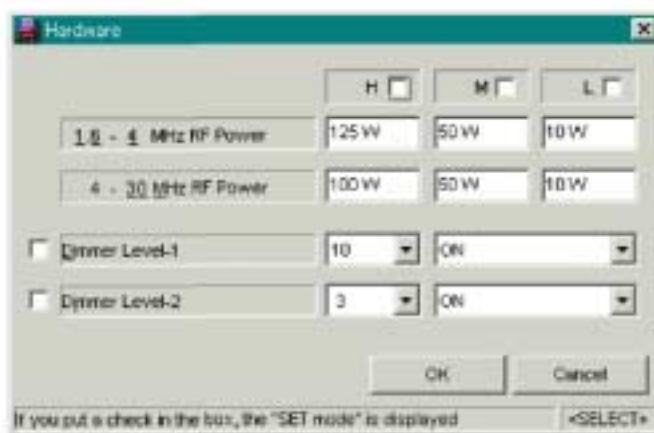 Hardware
H M L
1.6 - 4 MHz RF Power 125 W 50 W 10 W
4 - 30 MHz RF Power 100 W 50 W 10 W
Dimmer Level-1 10 ON
Dimmer Level-2 3 ON
OK Cancel
If you put a check in the box, the "SET mode" is displayed <SELECT>